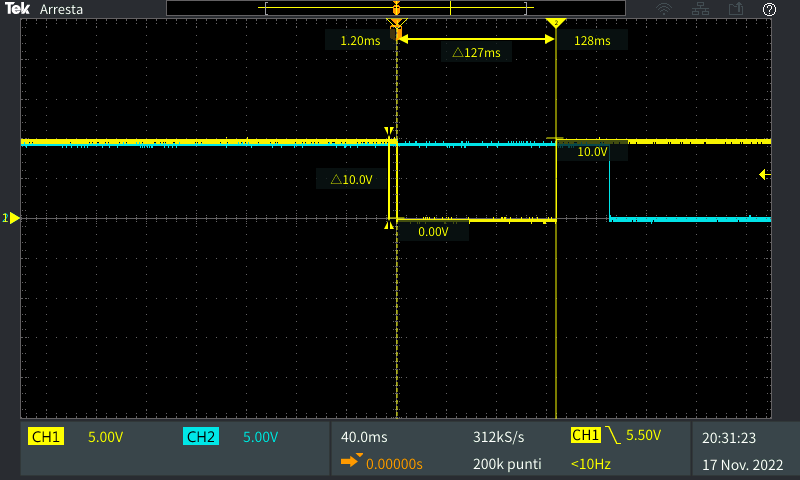 Tek Arresta
1.20ms
△127ms
128ms
△10.0V
10.0V
0.00V
CH1 5.00V CH2 5.00V
40.0ms 312kS/s
0.00000s 200k punti
CH1 5.50V
<10Hz
20:31:23
17 Nov. 2022